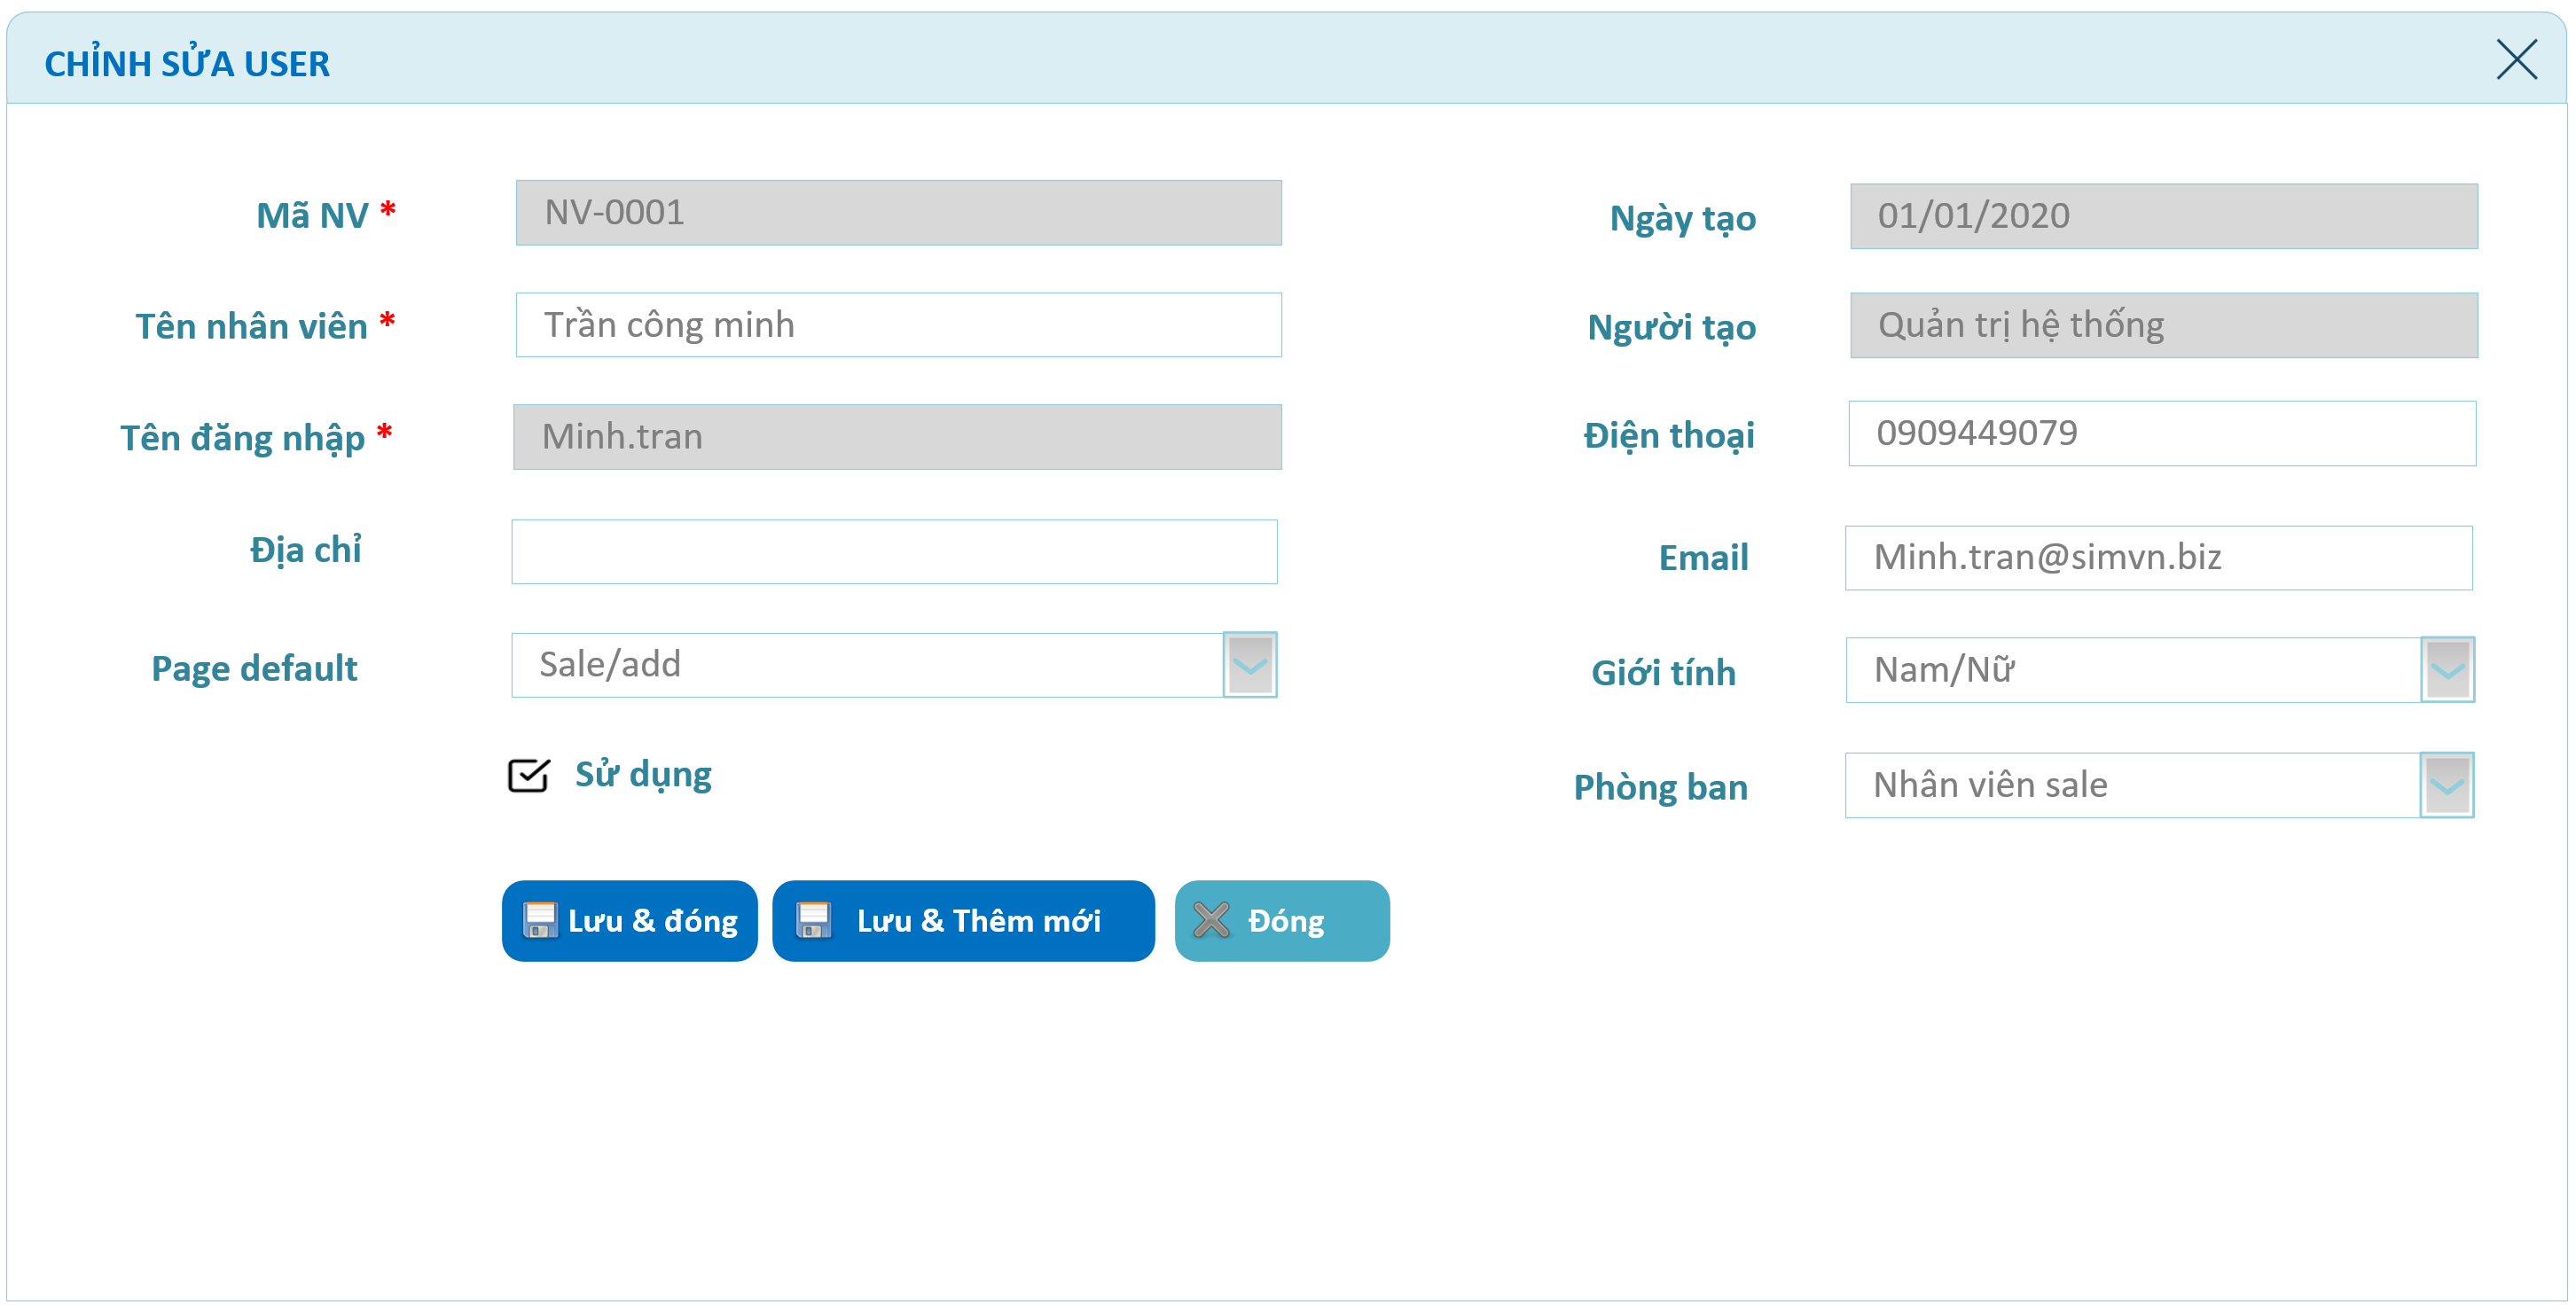 CHỈNH SỬA USER
Mã NV * NV-0001 Ngày tạo 01/01/2020
Tên nhân viên * Trần công minh Người tạo Quản trị hệ thống
Tên đăng nhập * Minh.tran Điện thoại 0909449079
Địa chỉ Email Minh.tran@simvn.biz
Page default Sale/add Giới tính Nam/Nữ
Sử dụng Phòng ban Nhân viên sale
Lưu & đóng Lưu & Thêm mới Đóng